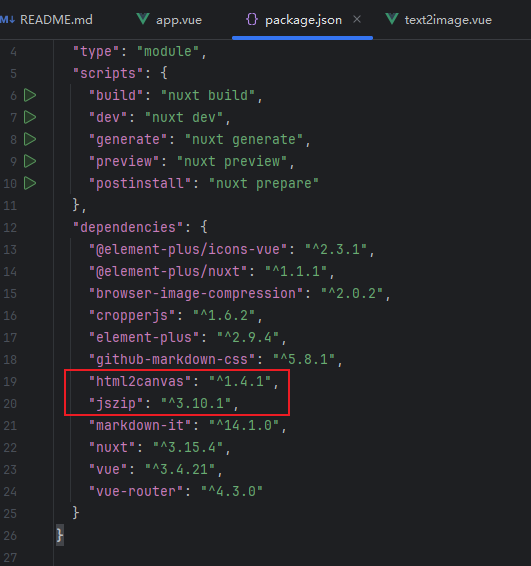 README.md app.vue package.json text2image.vue
4 "type": "module",
5 "scripts": {
6 "build": "nuxt build",
7 "dev": "nuxt dev",
8 "generate": "nuxt generate",
9 "preview": "nuxt preview",
10 "postinstall": "nuxt prepare"
11 },
12 "dependencies": {
13 "@element-plus/icons-vue": "^2.3.1",
14 "@element-plus/nuxt": "^1.1.1",
15 "browser-image-compression": "^2.0.2",
16 "cropperjs": "^1.6.2",
17 "element-plus": "^2.9.4",
18 "github-markdown-css": "^5.8.1",
19 "html2canvas": "^1.4.1",
20 "jszip": "^3.10.1",
21 "markdown-it": "^14.1.0",
22 "nuxt": "^3.15.4",
23 "vue": "^3.4.21",
24 "vue-router": "^4.3.0"
25 }
26 }
27